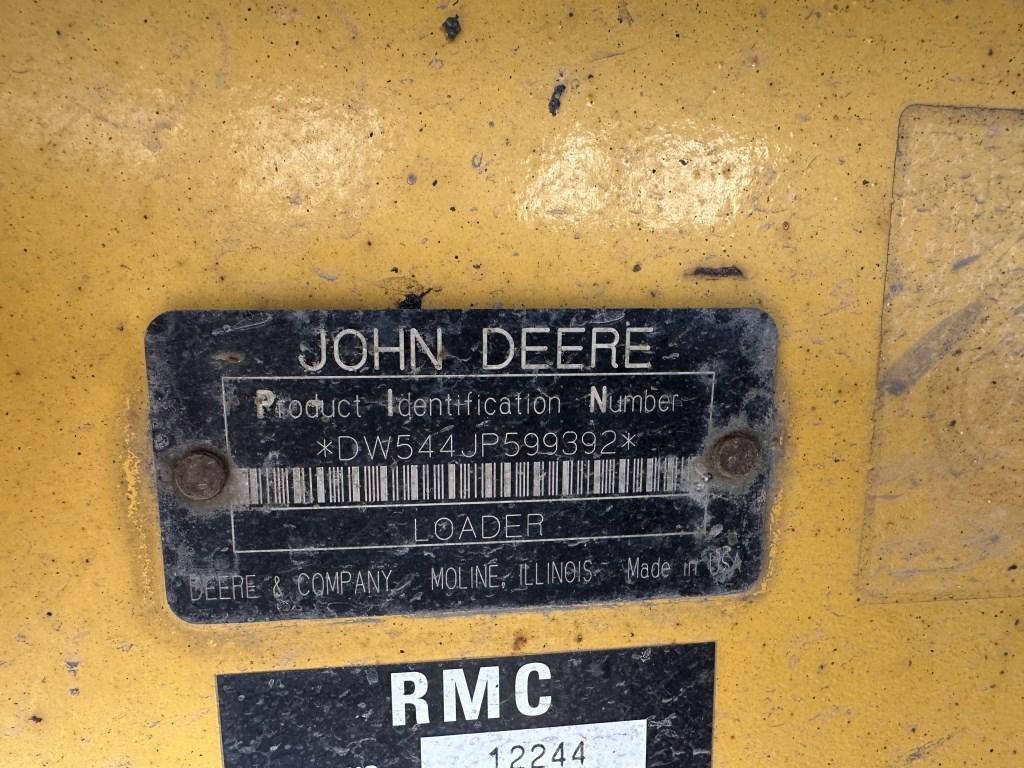 JOHN DEERE
Product Identification Number
*DW544JP599392*
LOADER
DEERE & COMPANY MOLINE, ILLINOIS Made in USA
RMC
12244